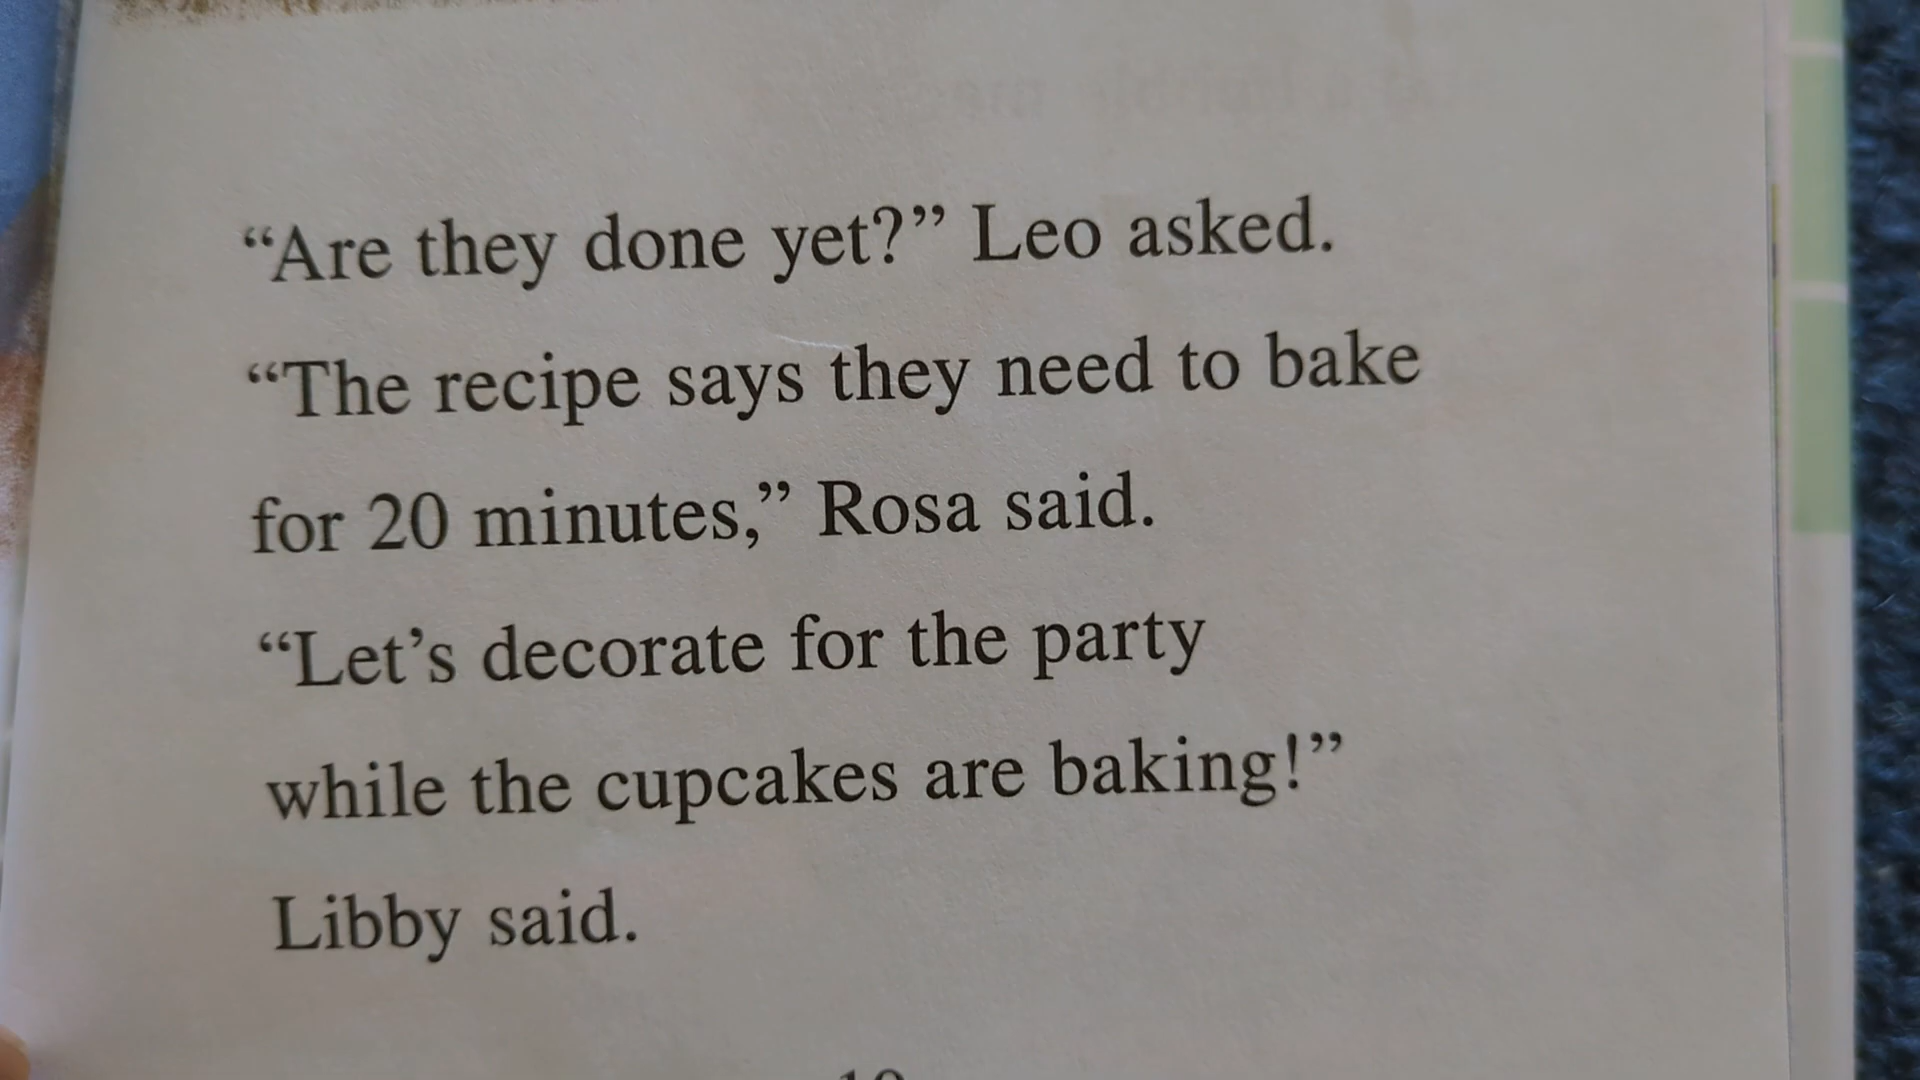 “Are they done yet?” Leo asked.
“The recipe says they need to bake
for 20 minutes,” Rosa said.
“Let’s decorate for the party
while the cupcakes are baking!”
Libby said.